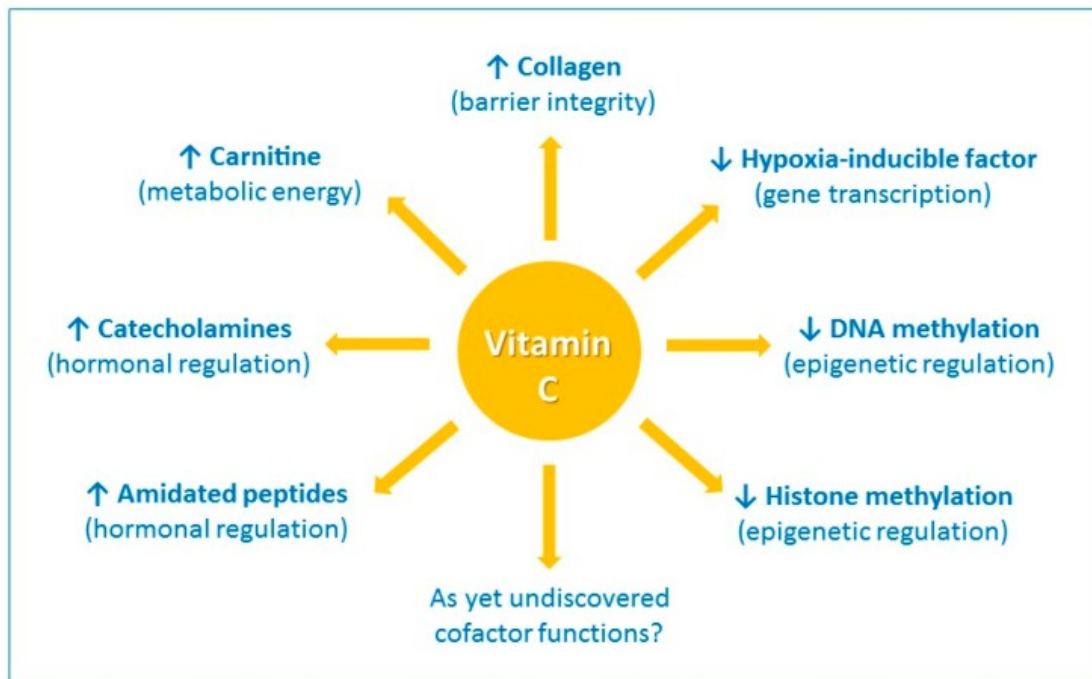 ↑ Collagen
(barrier integrity)
↑ Carnitine
(metabolic energy)
↓ Hypoxia-inducible factor
(gene transcription)
↑ Catecholamines
(hormonal regulation)
Vitamin
C
↓ DNA methylation
(epigenetic regulation)
↑ Amidated peptides
(hormonal regulation)
↓ Histone methylation
(epigenetic regulation)
As yet undiscovered
cofactor functions?